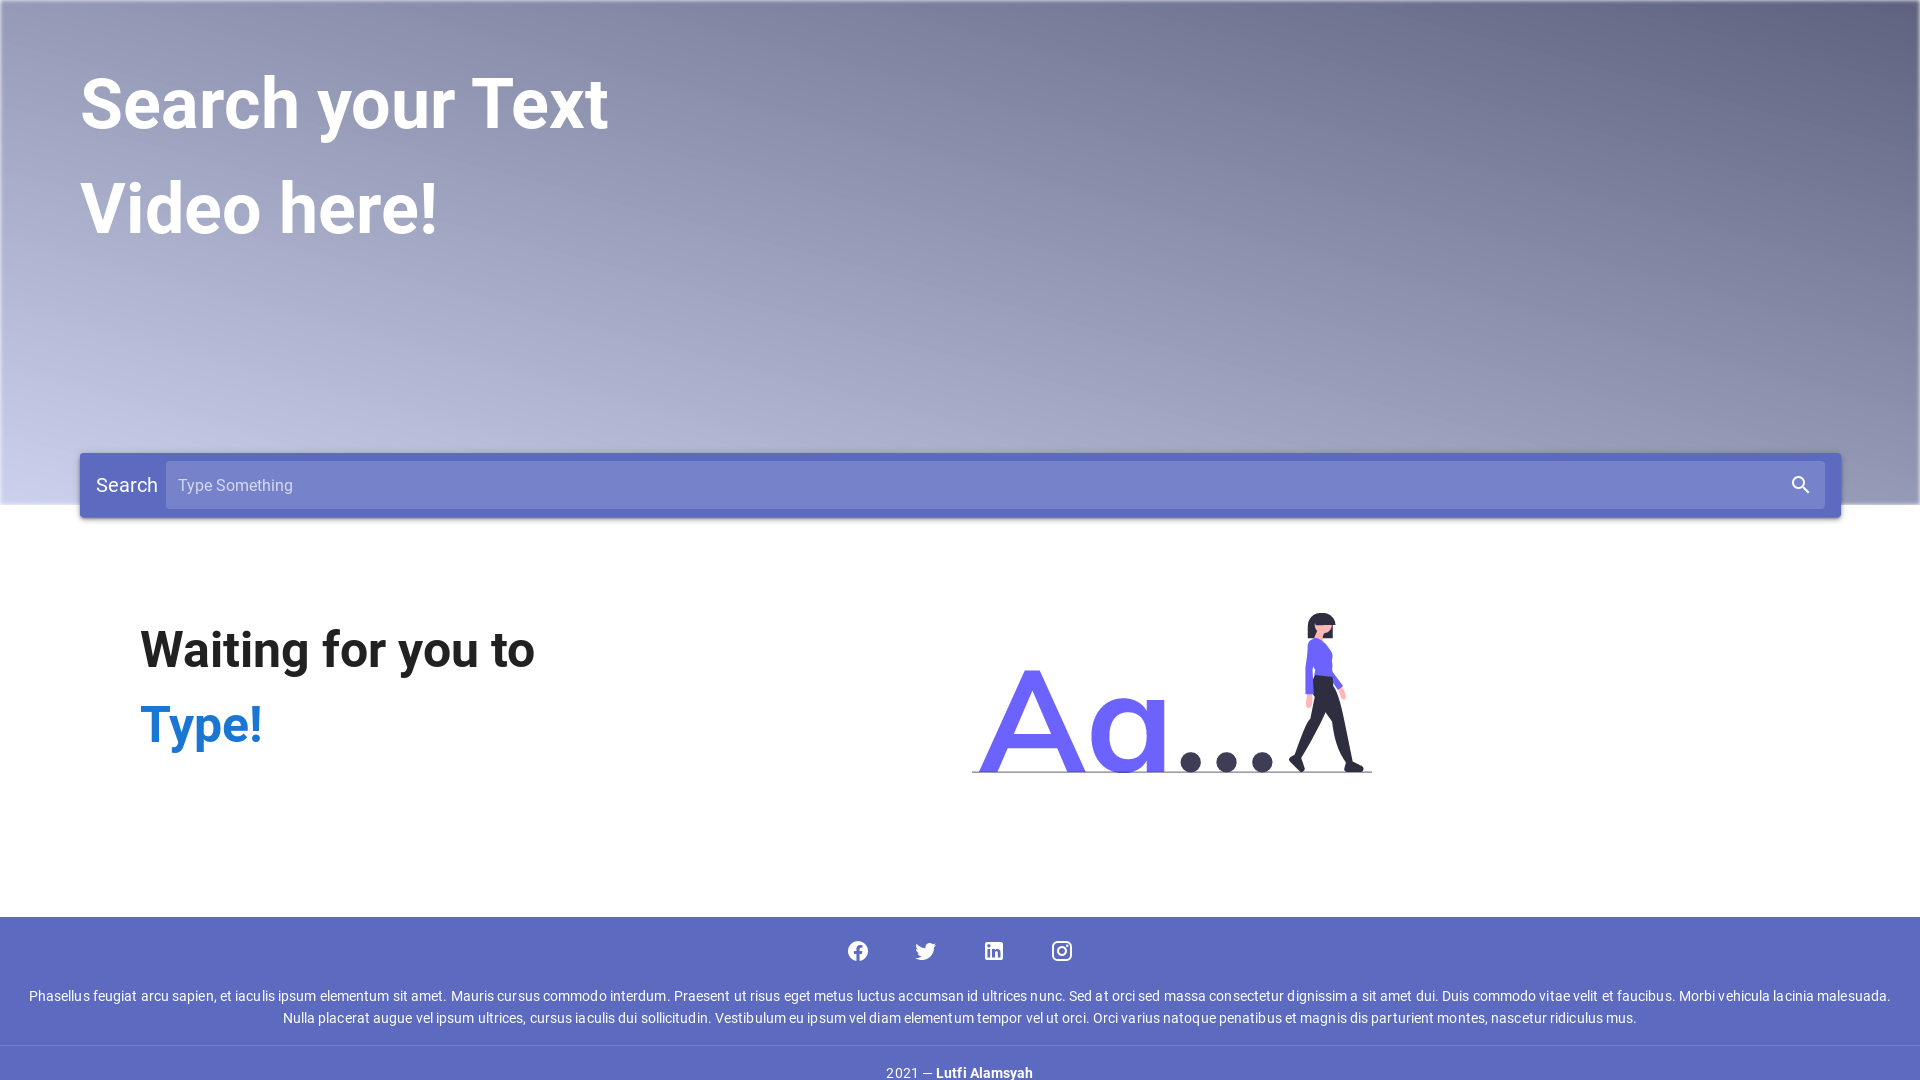 Search your Text
Video here!
Search
Type Something
Waiting for you to
Type!
Aa...
Phasellus feugiat arcu sapien, et iaculis ipsum elementum sit amet. Mauris cursus commodo interdum. Praesent ut risus eget metus luctus accumsan id ultrices nunc. Sed at orci sed massa consectetur dignissim a sit amet dui. Duis commodo vitae velit et faucibus. Morbi vehicula lacinia malesuada.
Nulla placerat augue vel ipsum ultrices, cursus iaculis dui sollicitudin. Vestibulum eu ipsum vel diam elementum tempor vel ut orci. Orci varius natoque penatibus et magnis dis parturient montes, nascetur ridiculus mus.
2021 — Lutfi Alamsyah